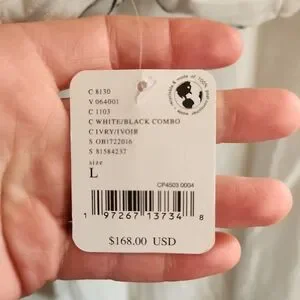 C 8130
V 064001
C 1103
C WHITE/BLACK COMBO
C IVRY/IVOIR
S OB1722016
S 81584237
size
L
CP4503 0004
1 97267 13734 8
$168.00 USD